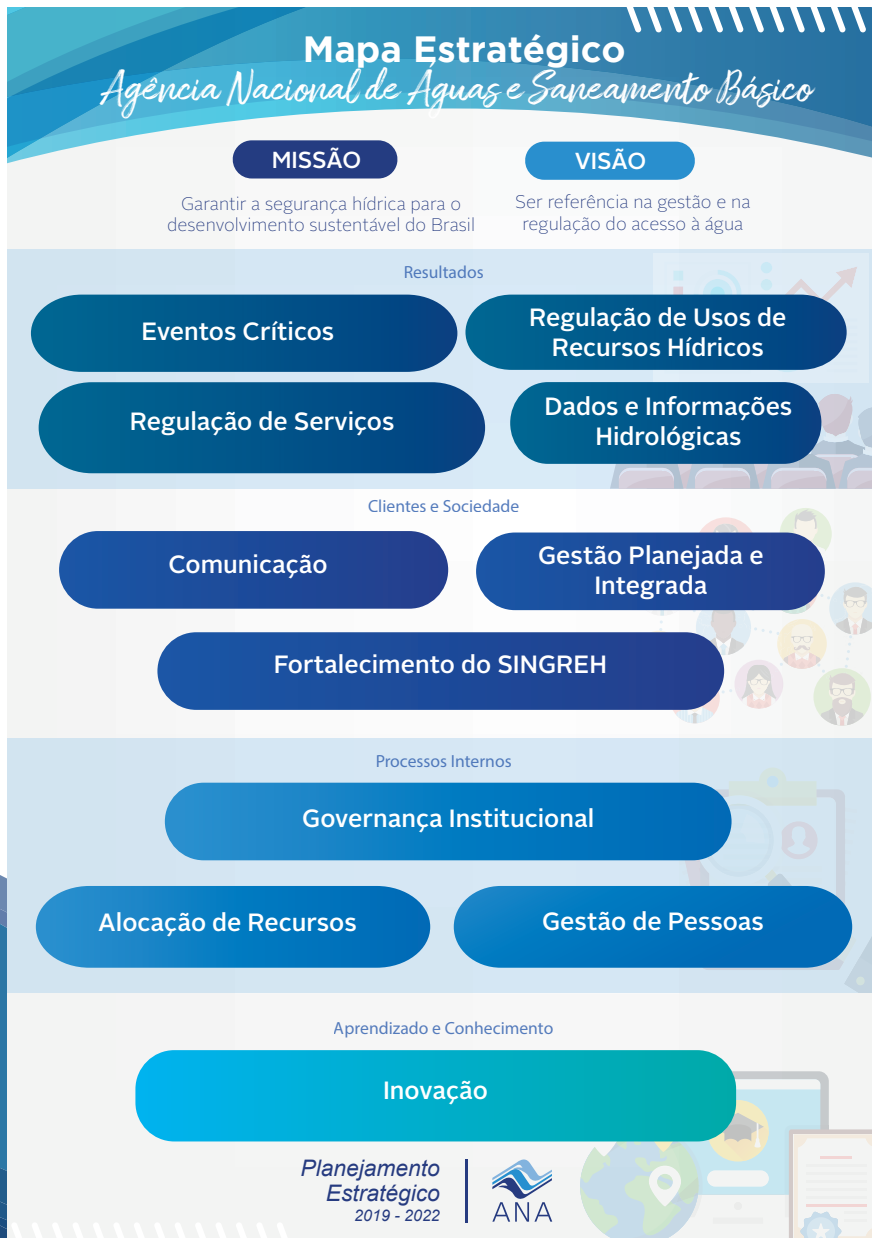 Mapa Estratégico
Agência Nacional de Águas e Saneamento Básico
MISSÃO
Garantir a segurança hídrica para o
desenvolvimento sustentável do Brasil
VISÃO
Ser referência na gestão e na
regulação do acesso à água
Resultados
Eventos Críticos
Regulação de Usos de
Recursos Hídricos
Regulação de Serviços
Dados e Informações
Hidrológicas
Clientes e Sociedade
Comunicação
Gestão Planejada e
Integrada
Fortalecimento do SINGREH
Processos Internos
Governança Institucional
Alocação de Recursos
Gestão de Pessoas
Aprendizado e Conhecimento
Inovação
Planejamento
Estratégico
2019 - 2022
ANA